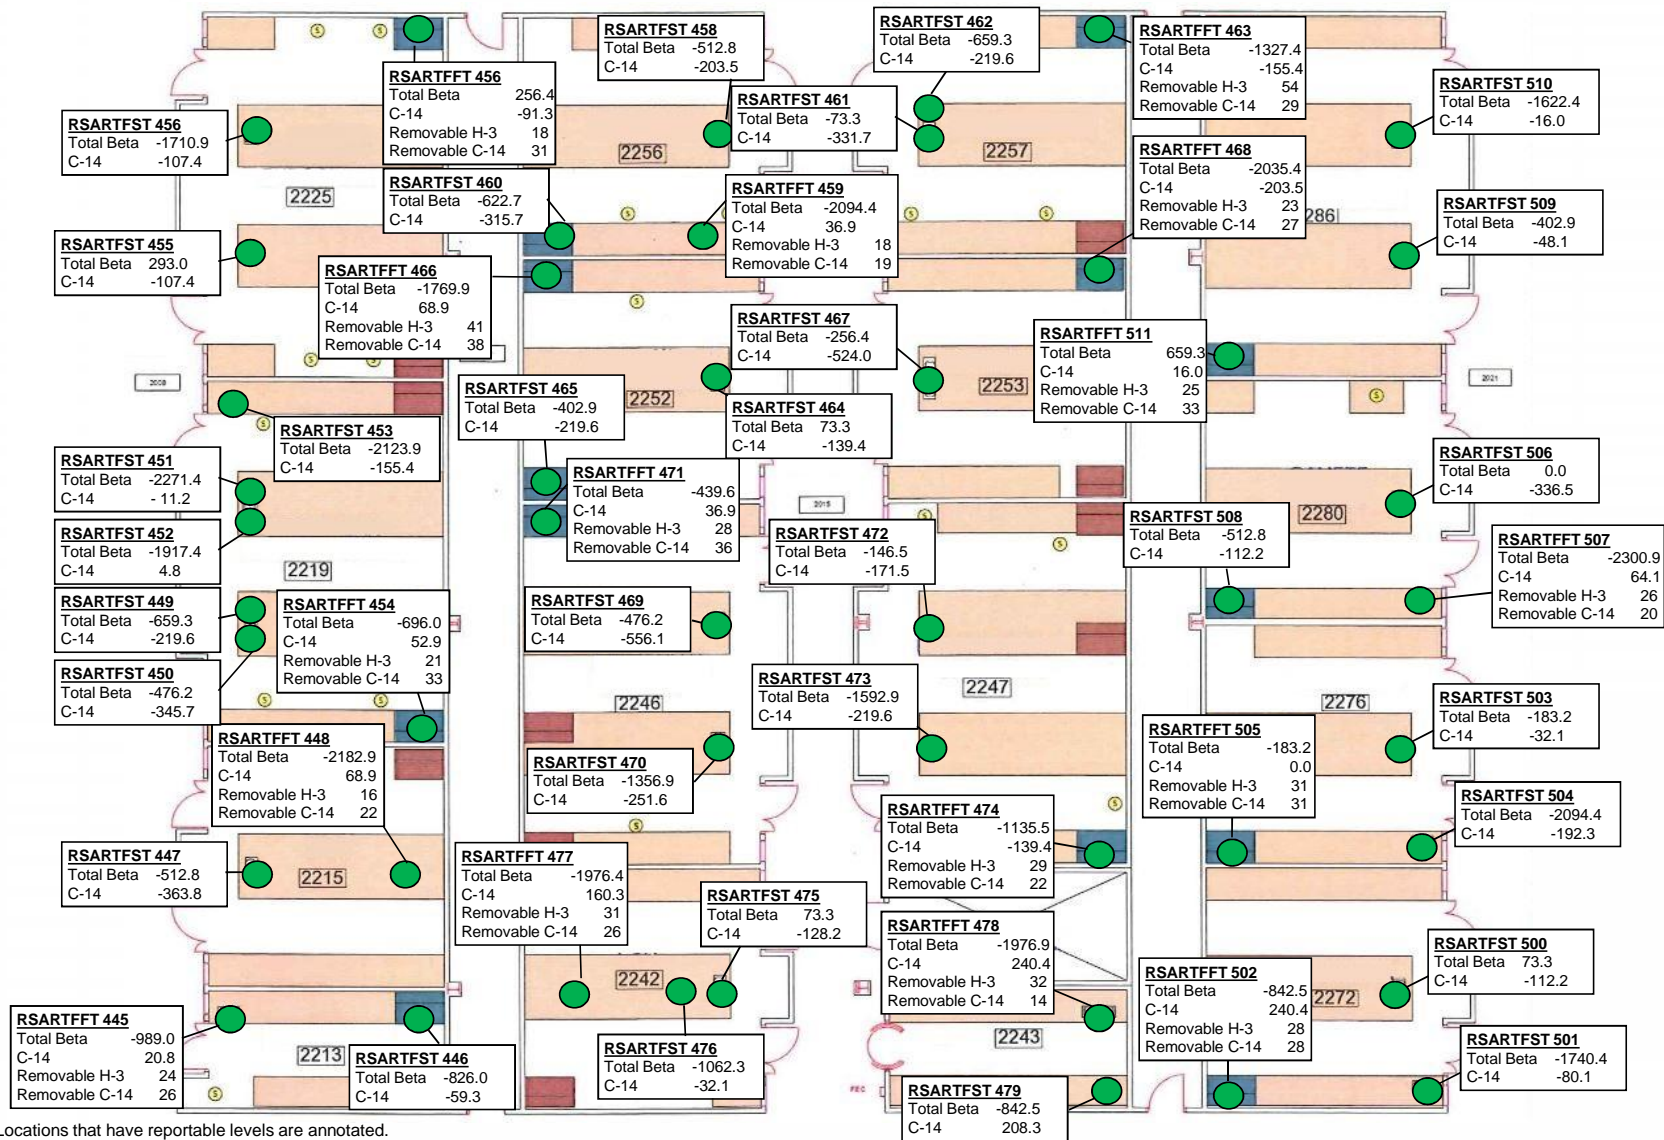 RSARTFST 458
Total Beta -512.8
C-14 -203.5
RSARTFST 462
Total Beta -659.3
C-14 -219.6
RSARTFFT 463
Total Beta -1327.4
C-14 -155.4
Removable H-3 54
Removable C-14 29
RSARTFFT 456
Total Beta 256.4
C-14 -91.3
Removable H-3 18
Removable C-14 31
RSARTFST 461
Total Beta -73.3
C-14 -331.7
RSARTFST 510
Total Beta -1622.4
C-14 -16.0
RSARTFST 456
Total Beta -1710.9
C-14 -107.4
2256
2257
RSARTFFT 468
Total Beta -2035.4
C-14 -203.5
Removable H-3 23
Removable C-14 27
2225
RSARTFST 460
Total Beta -622.7
C-14 -315.7
RSARTFFT 459
Total Beta -2094.4
C-14 36.9
Removable H-3 18
Removable C-14 19
286
RSARTFST 509
Total Beta -402.9
C-14 -48.1
RSARTFST 455
Total Beta 293.0
C-14 -107.4
RSARTFFT 466
Total Beta -1769.9
C-14 68.9
Removable H-3 41
Removable C-14 38
RSARTFST 467
Total Beta -256.4
C-14 -524.0
RSARTFFT 511
Total Beta 659.3
C-14 16.0
Removable H-3 25
Removable C-14 33
2008
2021
RSARTFST 465
Total Beta -402.9
C-14 -219.6
2252
2253
RSARTFST 464
Total Beta 73.3
C-14 -139.4
RSARTFST 453
Total Beta -2123.9
C-14 -155.4
RSARTFST 451
Total Beta -2271.4
C-14 - 11.2
RSARTFFT 471
Total Beta -439.6
C-14 36.9
Removable H-3 28
Removable C-14 36
2015
RSARTFST 506
Total Beta 0.0
C-14 -336.5
2280
RSARTFST 508
Total Beta -512.8
C-14 -112.2
RSARTFST 452
Total Beta -1917.4
C-14 4.8
RSARTFST 472
Total Beta -146.5
C-14 -171.5
RSARTFFT 507
Total Beta -2300.9
C-14 64.1
Removable H-3 26
Removable C-14 20
2219
RSARTFST 449
Total Beta -659.3
C-14 -219.6
RSARTFFT 454
Total Beta -696.0
C-14 52.9
Removable H-3 21
Removable C-14 33
RSARTFST 469
Total Beta -476.2
C-14 -556.1
RSARTFST 450
Total Beta -476.2
C-14 -345.7
RSARTFST 473
Total Beta -1592.9
C-14 -219.6
2247
2246
2276
RSARTFST 503
Total Beta -183.2
C-14 -32.1
RSARTFFT 448
Total Beta -2182.9
C-14 68.9
Removable H-3 16
Removable C-14 22
RSARTFFT 505
Total Beta -183.2
C-14 0.0
Removable H-3 31
Removable C-14 31
RSARTFST 470
Total Beta -1356.9
C-14 -251.6
RSARTFST 504
Total Beta -2094.4
C-14 -192.3
RSARTFFT 474
Total Beta -1135.5
C-14 -139.4
Removable H-3 29
Removable C-14 22
RSARTFST 447
Total Beta -512.8
C-14 -363.8
2215
RSARTFFT 477
Total Beta -1976.4
C-14 160.3
Removable H-3 31
Removable C-14 26
RSARTFST 475
Total Beta 73.3
C-14 -128.2
RSARTFFT 478
Total Beta -1976.9
C-14 240.4
Removable H-3 32
Removable C-14 14
RSARTFST 500
Total Beta 73.3
C-14 -112.2
2242
RSARTFFT 502
Total Beta -842.5
C-14 240.4
Removable H-3 28
Removable C-14 28
2272
RSARTFFT 445
Total Beta -989.0
C-14 20.8
Removable H-3 24
Removable C-14 26
2213
RSARTFST 446
Total Beta -826.0
C-14 -59.3
RSARTFST 476
Total Beta -1062.3
C-14 -32.1
2243
RSARTFST 501
Total Beta -1740.4
C-14 -80.1
FEC
RSARTFST 479
Total Beta -842.5
C-14 208.3
Locations that have reportable levels are annotated.